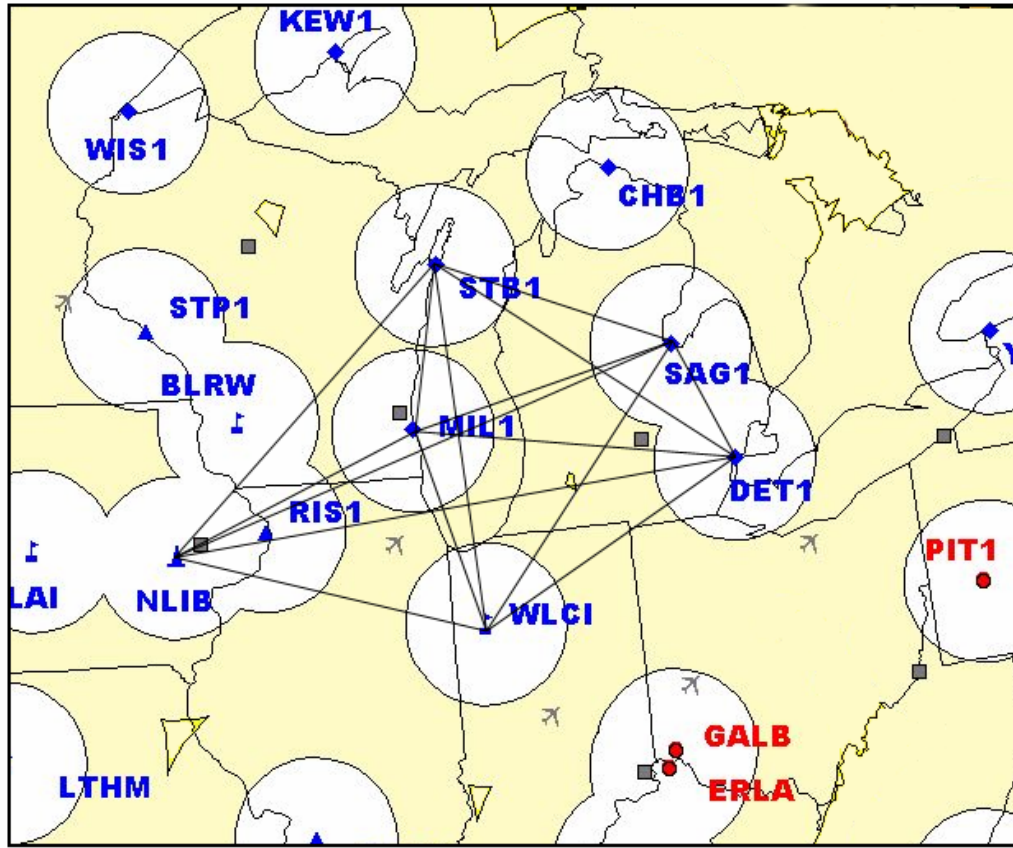 KEW1
WIS1
CHB1
STB1
STP1
Y
SAG1
BLRW
MIL1
DET1
RIS1
PIT1
LAI
NLIB
WLCI
GALB
LTHM
ERLA